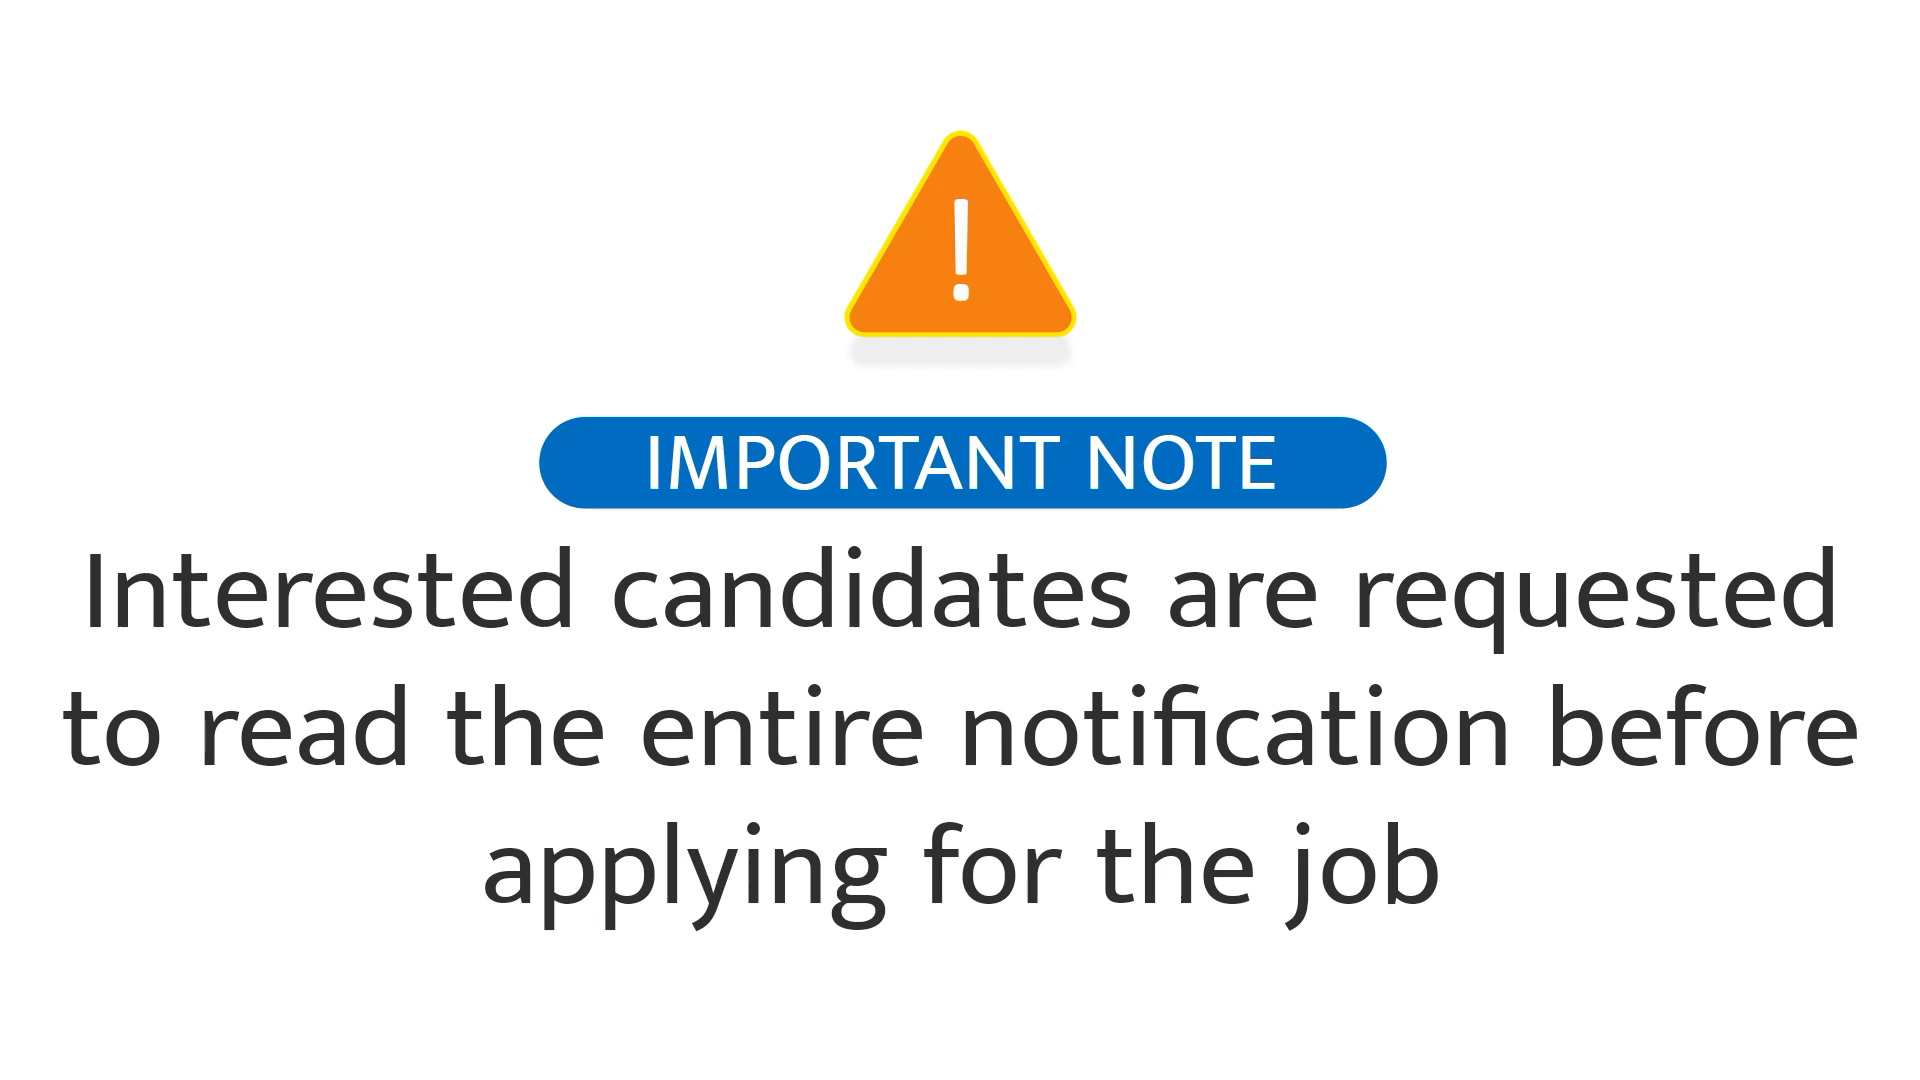 !
IMPORTANT NOTE
Interested candidates are requested
to read the entire notification before
applying for the job